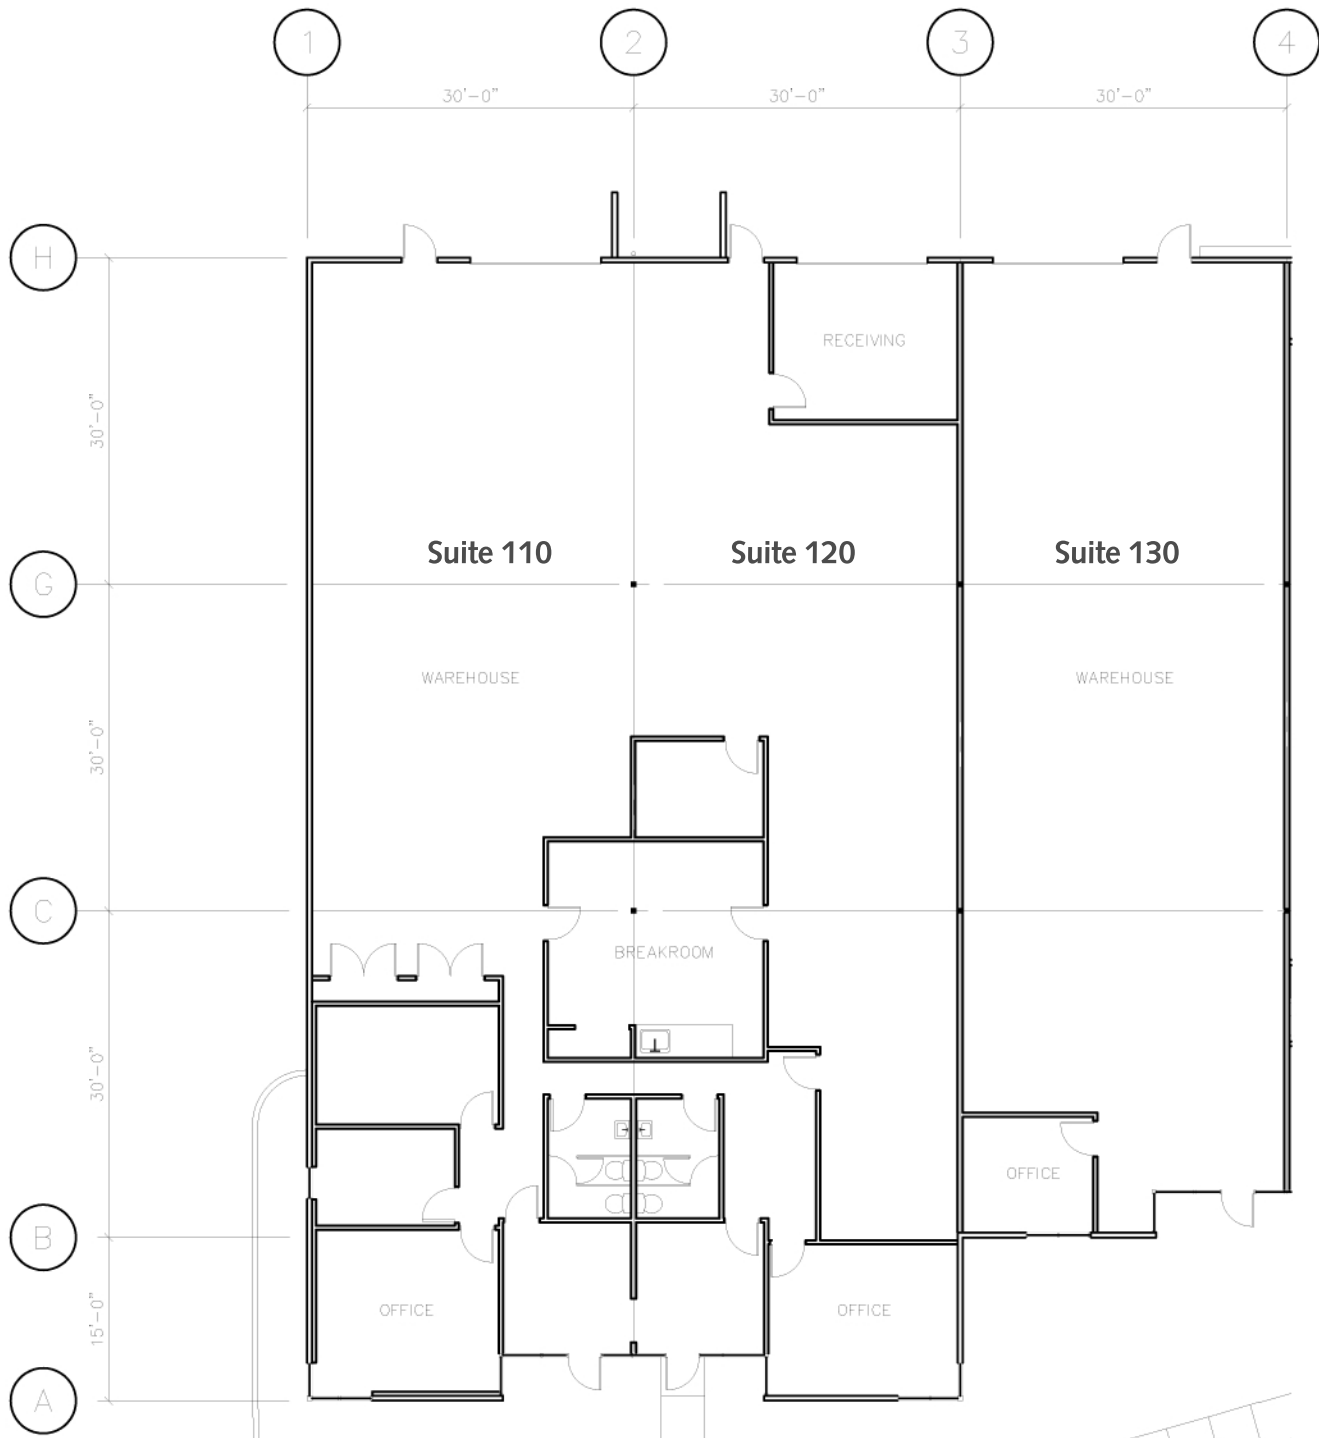 1 2 3 4
30'-0" 30'-0" 30'-0"
H
RECEIVING
30'-0"
Suite 110 Suite 120 Suite 130
G
WAREHOUSE WAREHOUSE
30'-0"
C
BREAKROOM
30'-0"
OFFICE
B
OFFICE OFFICE
15'-0"
A